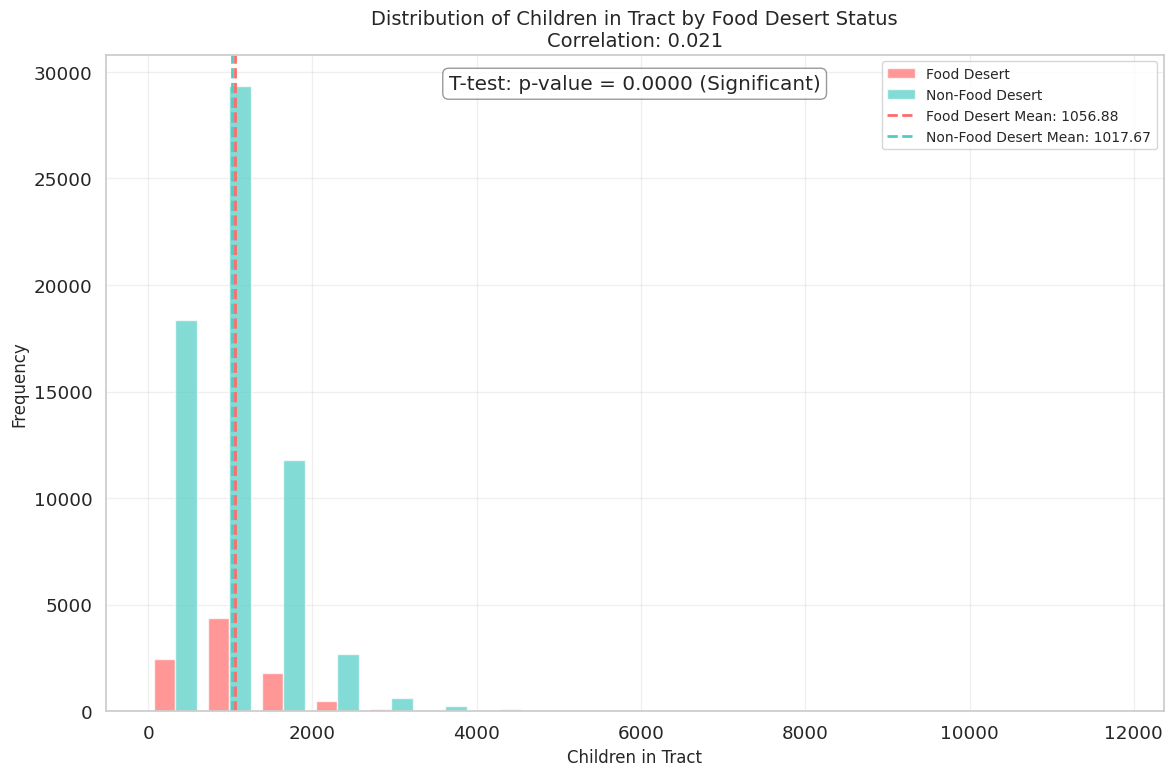 Distribution of Children in Tract by Food Desert Status
Correlation: 0.021
T-test: p-value = 0.0000 (Significant)
Food Desert
Non-Food Desert
Food Desert Mean: 1056.88
Non-Food Desert Mean: 1017.67
Frequency
30000
25000
20000
15000
10000
5000
0
0 2000 4000 6000 8000 10000 12000
Children in Tract